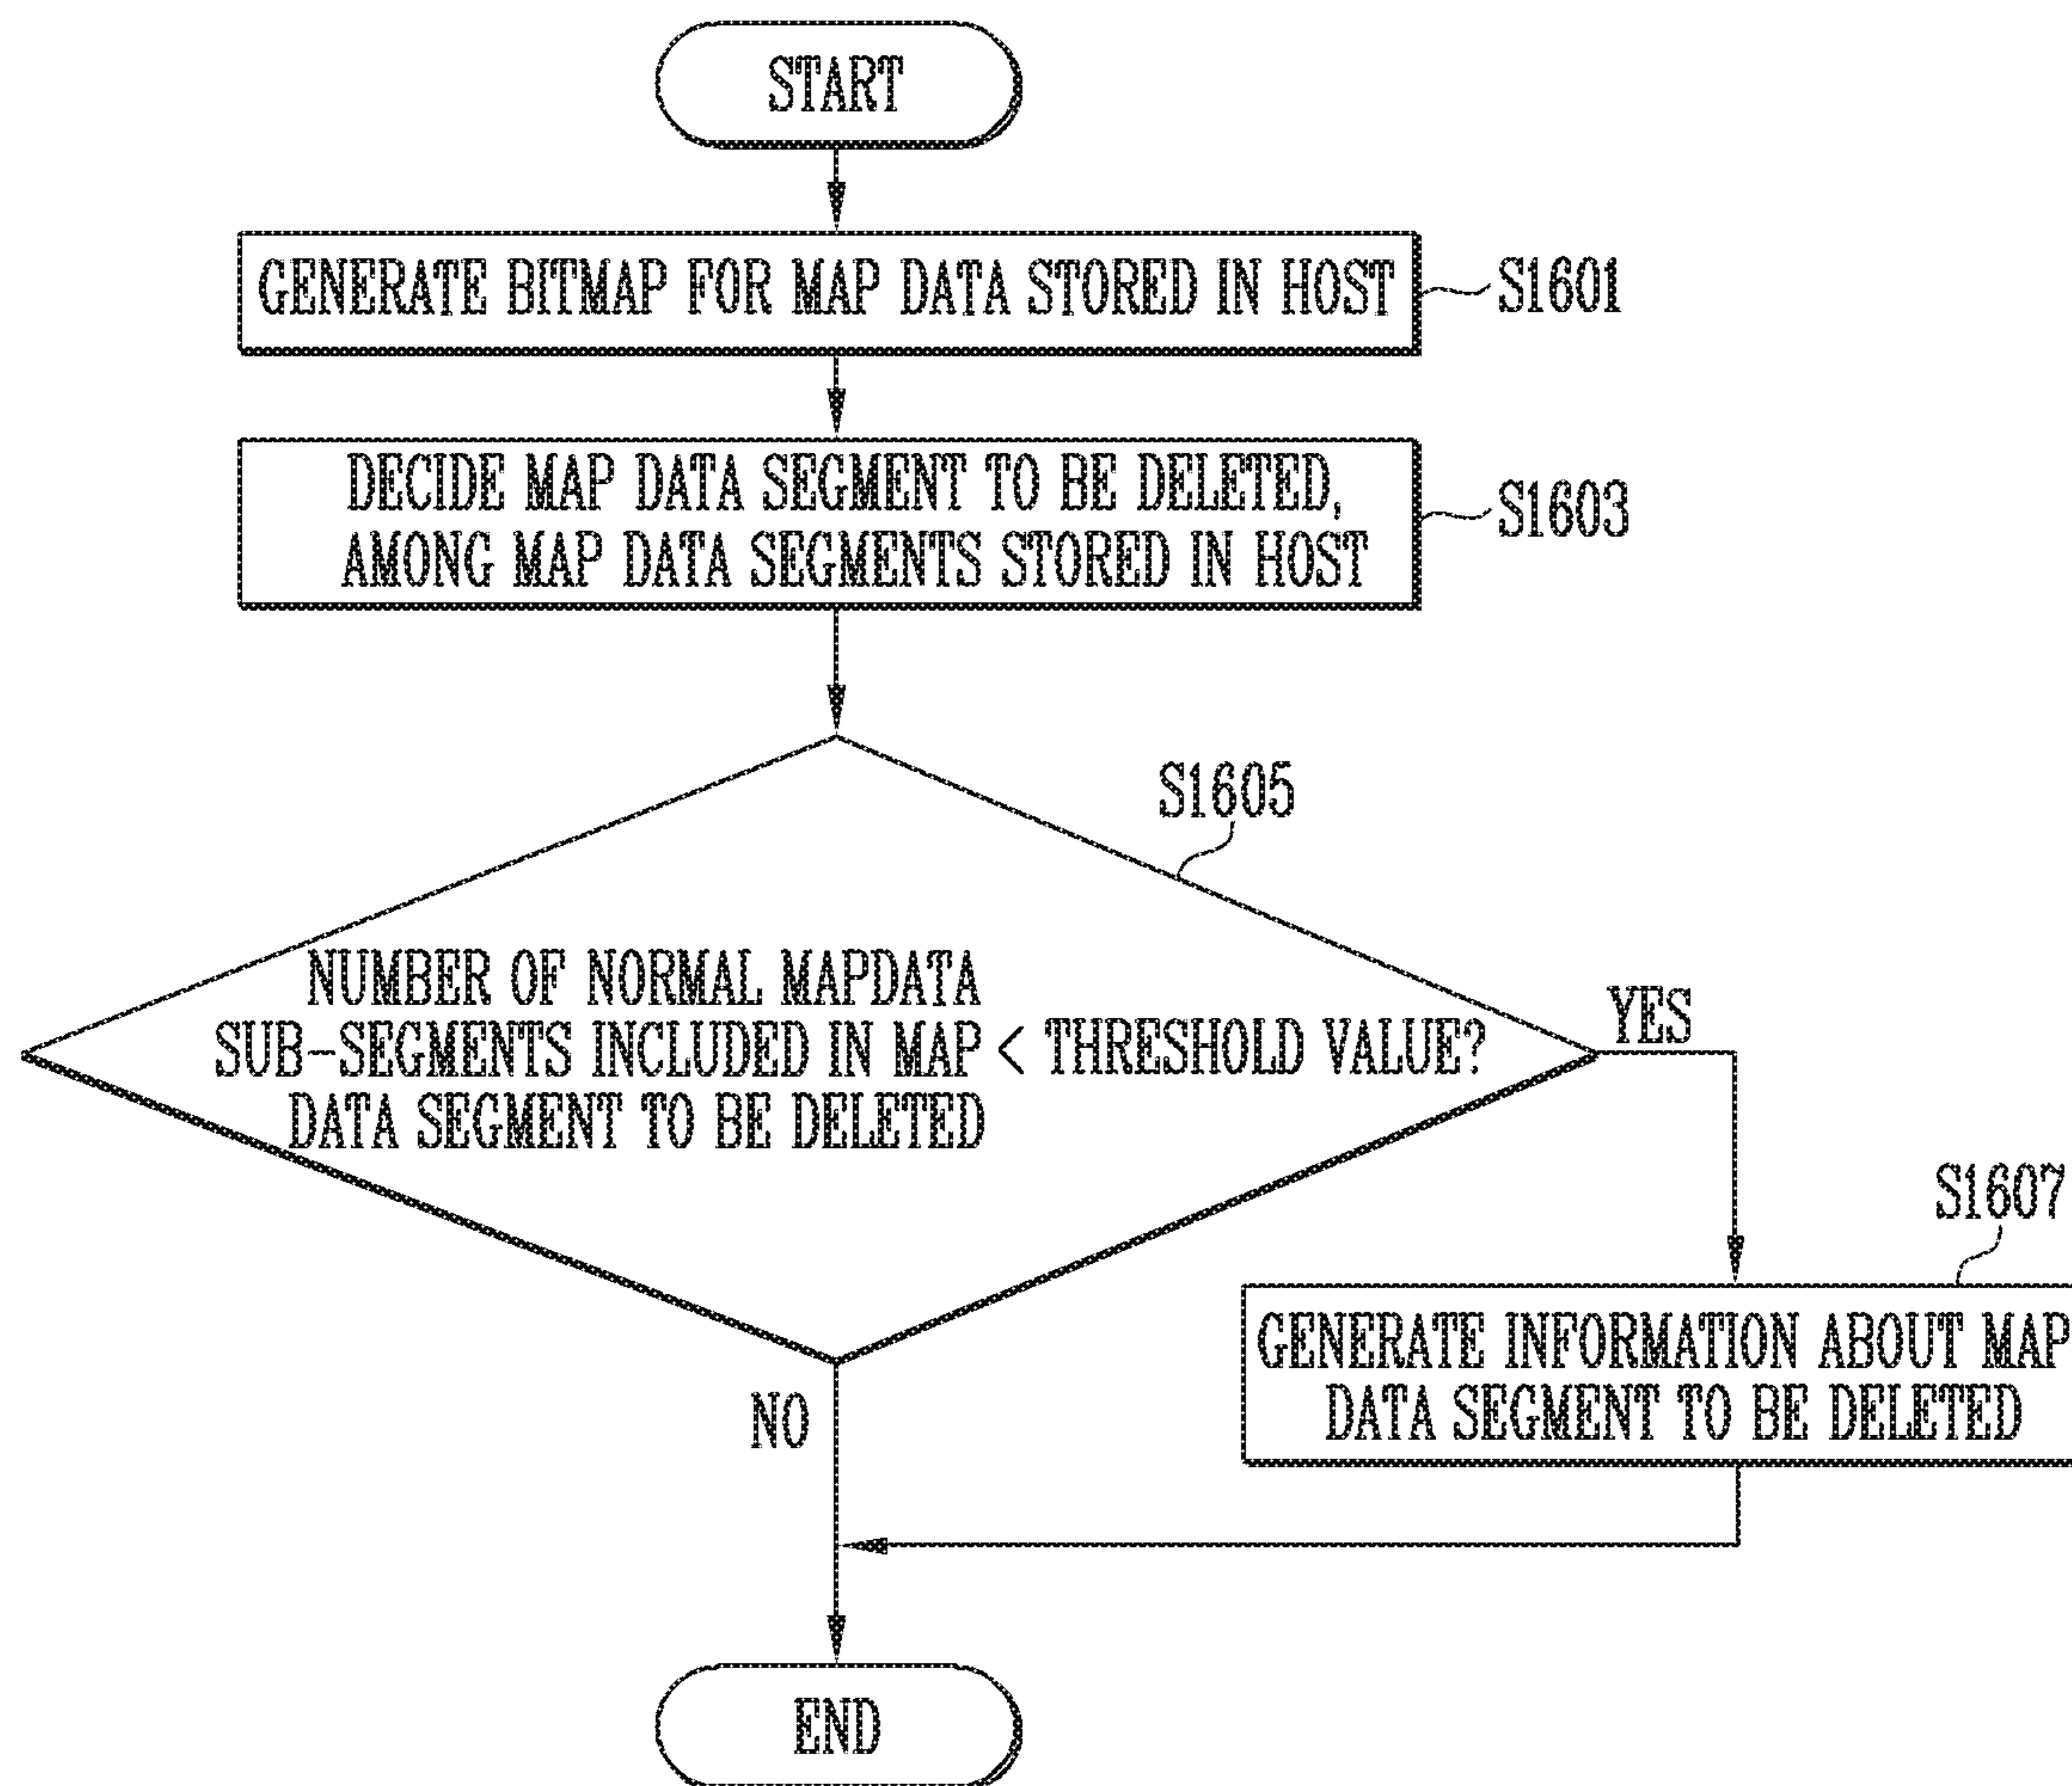 START
GENERATE BITMAP FOR MAP DATA STORED IN HOST
S1601
DECIDE MAP DATA SEGMENT TO BE DELETED,
AMONG MAP DATA SEGMENTS STORED IN HOST
S1603
S1605
NUMBER OF NORMAL MAPDATA
SUB-SEGMENTS INCLUDED IN MAP < THRESHOLD VALUE?
DATA SEGMENT TO BE DELETED
YES
S1607
GENERATE INFORMATION ABOUT MAP
DATA SEGMENT TO BE DELETED
NO
END